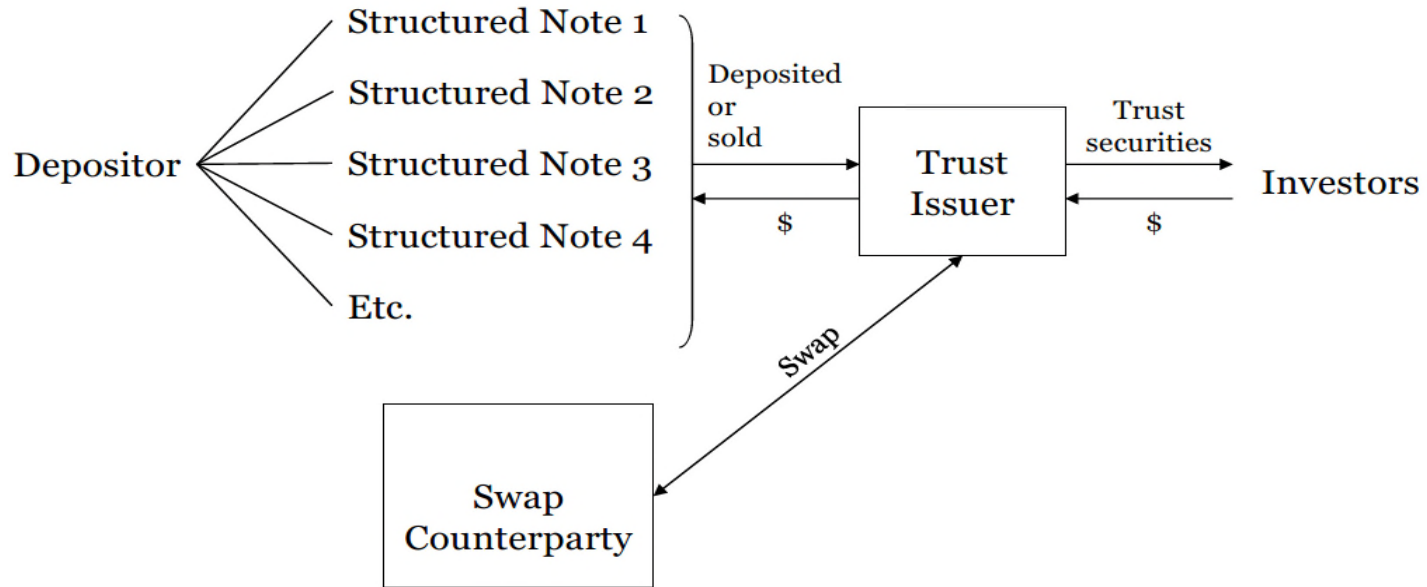 Structured Note 1
Structured Note 2
Structured Note 3
Structured Note 4
Etc.
Depositor
Deposited
or
sold
$
Trust
Issuer
Trust
securities
$
Investors
Swap
Swap
Counterparty